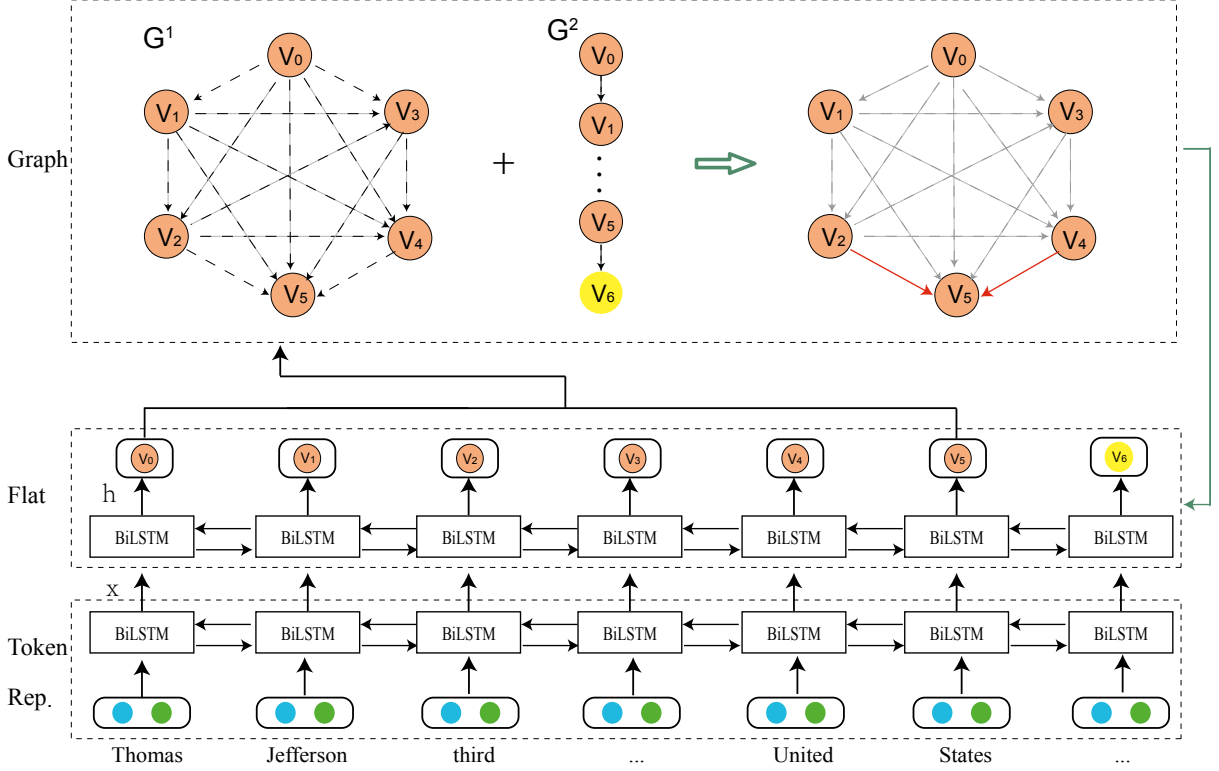 G¹ G²
V₀ V₀ V₀
V₁ V₃ V₁ V₁ V₃
Graph +
V₂ V₄ V₅ V₂ V₄
V₅ V₆ V₅
V₀ V₁ V₂ V₃ V₄ V₅ V₆
Flat h
BiLSTM BiLSTM BiLSTM BiLSTM BiLSTM BiLSTM BiLSTM
x
BiLSTM BiLSTM BiLSTM BiLSTM BiLSTM BiLSTM BiLSTM
Token
Rep.
Thomas Jefferson third ... United States ...